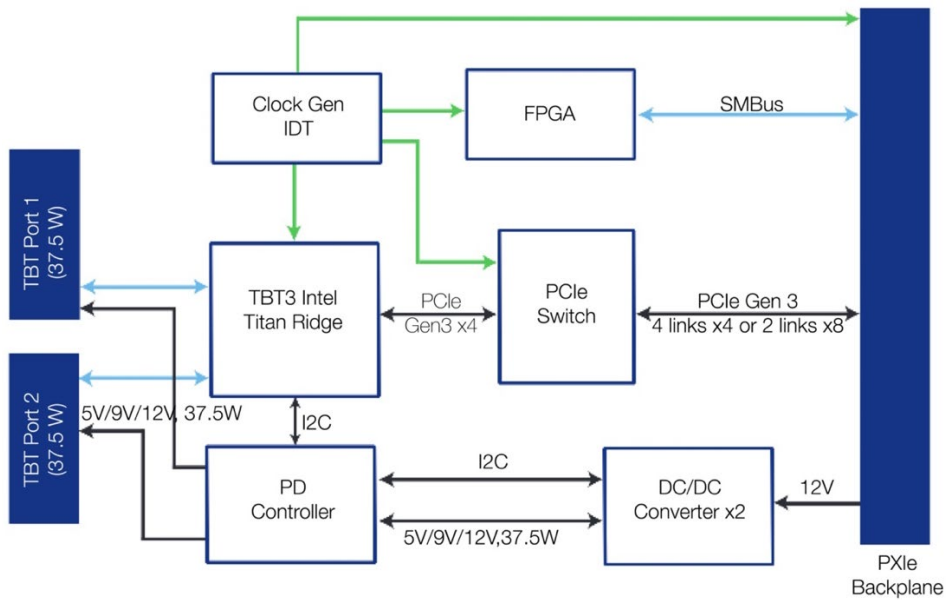 Clock Gen
IDT
FPGA
SMBus
TBT Port 1
(37.5 W)
TBT3 Intel
Titan Ridge
PCIe
Gen3 x4
PCIe
Switch
PCIe Gen 3
4 links x4 or 2 links x8
TBT Port 2
(37.5 W)
5V/9V/12V, 37.5W
I2C
PD
Controller
I2C
5V/9V/12V,37.5W
DC/DC
Converter x2
12V
PXIe
Backplane